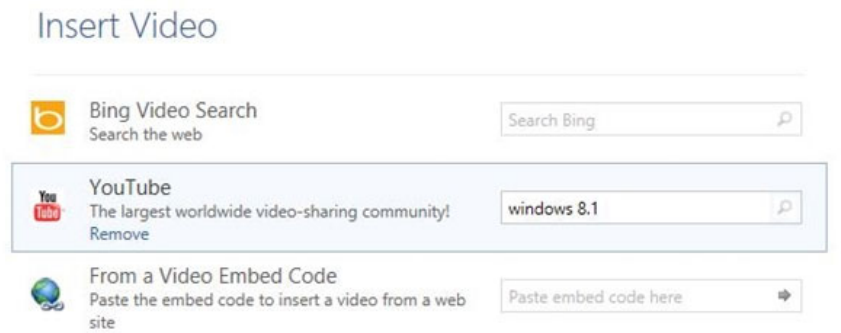 Insert Video
Bing Video Search
Search the web
Search Bing
You
Tube
YouTube
The largest worldwide video-sharing community!
Remove
windows 8.1
From a Video Embed Code
Paste the embed code to insert a video from a web
site
Paste embed code here